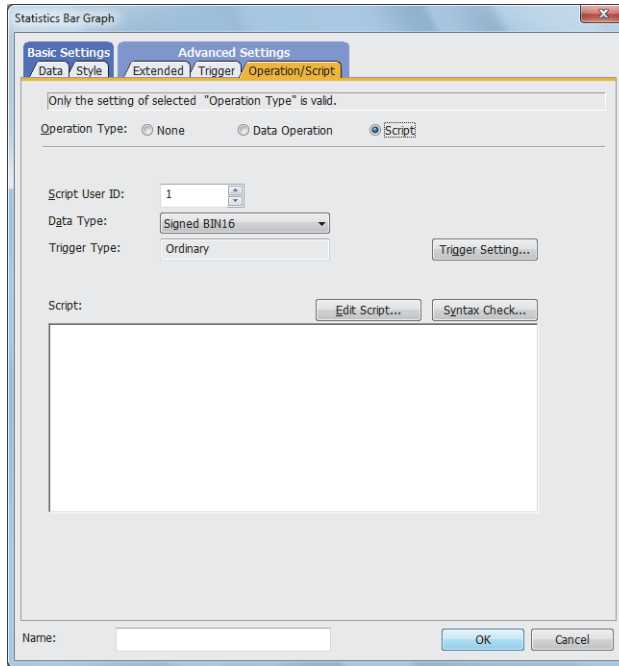 Statistics Bar Graph
x
Basic Settings Advanced Settings
Data Style Extended Trigger Operation/Script
Only the setting of selected "Operation Type" is valid.
Operation Type: None Data Operation Script
Script User ID: 1
Data Type: Signed BIN16
Trigger Type: Ordinary Trigger Setting...
Script: Edit Script... Syntax Check...
Name: OK Cancel